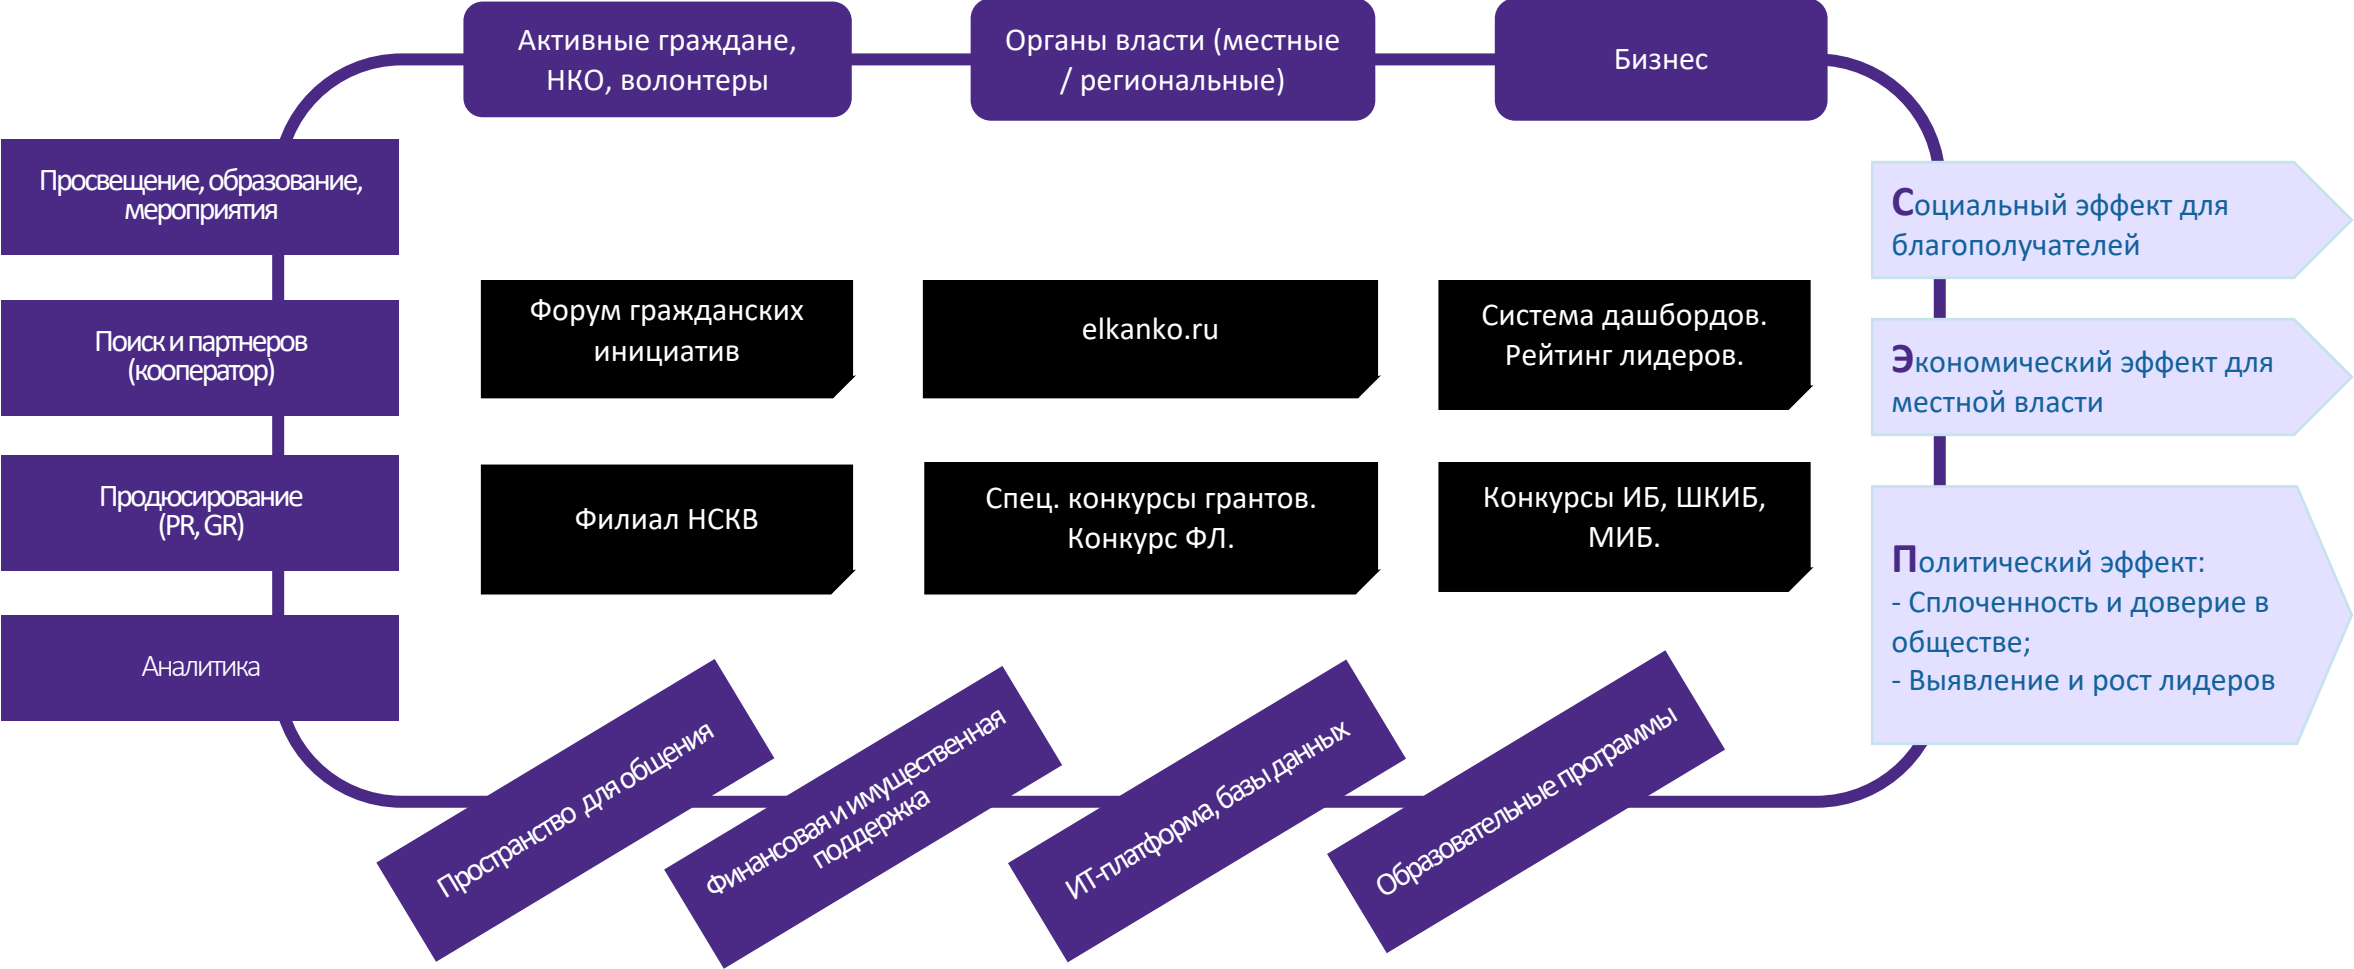 Активные граждане,
НКО, волонтеры
Органы власти (местные
/ региональные)
Бизнес
Просвещение, образование,
мероприятия
Поиск и партнеров
(кооператор)
Продюсирование
(PR, GR)
Аналитика
Форум гражданских
инициатив
elkanko.ru
Система дашбордов.
Рейтинг лидеров.
Филиал НСКВ
Спец. конкурсы грантов.
Конкурс ФЛ.
Конкурсы ИБ, ШКИБ,
МИБ.
Социальный эффект для
благополучателей
Экономический эффект для
местной власти
Политический эффект:
- Сплоченность и доверие в
обществе;
- Выявление и рост лидеров
Пространство для общения
Финансовая и имущественная
поддержка
ИТ-платформа, базы данных
Образовательные программы